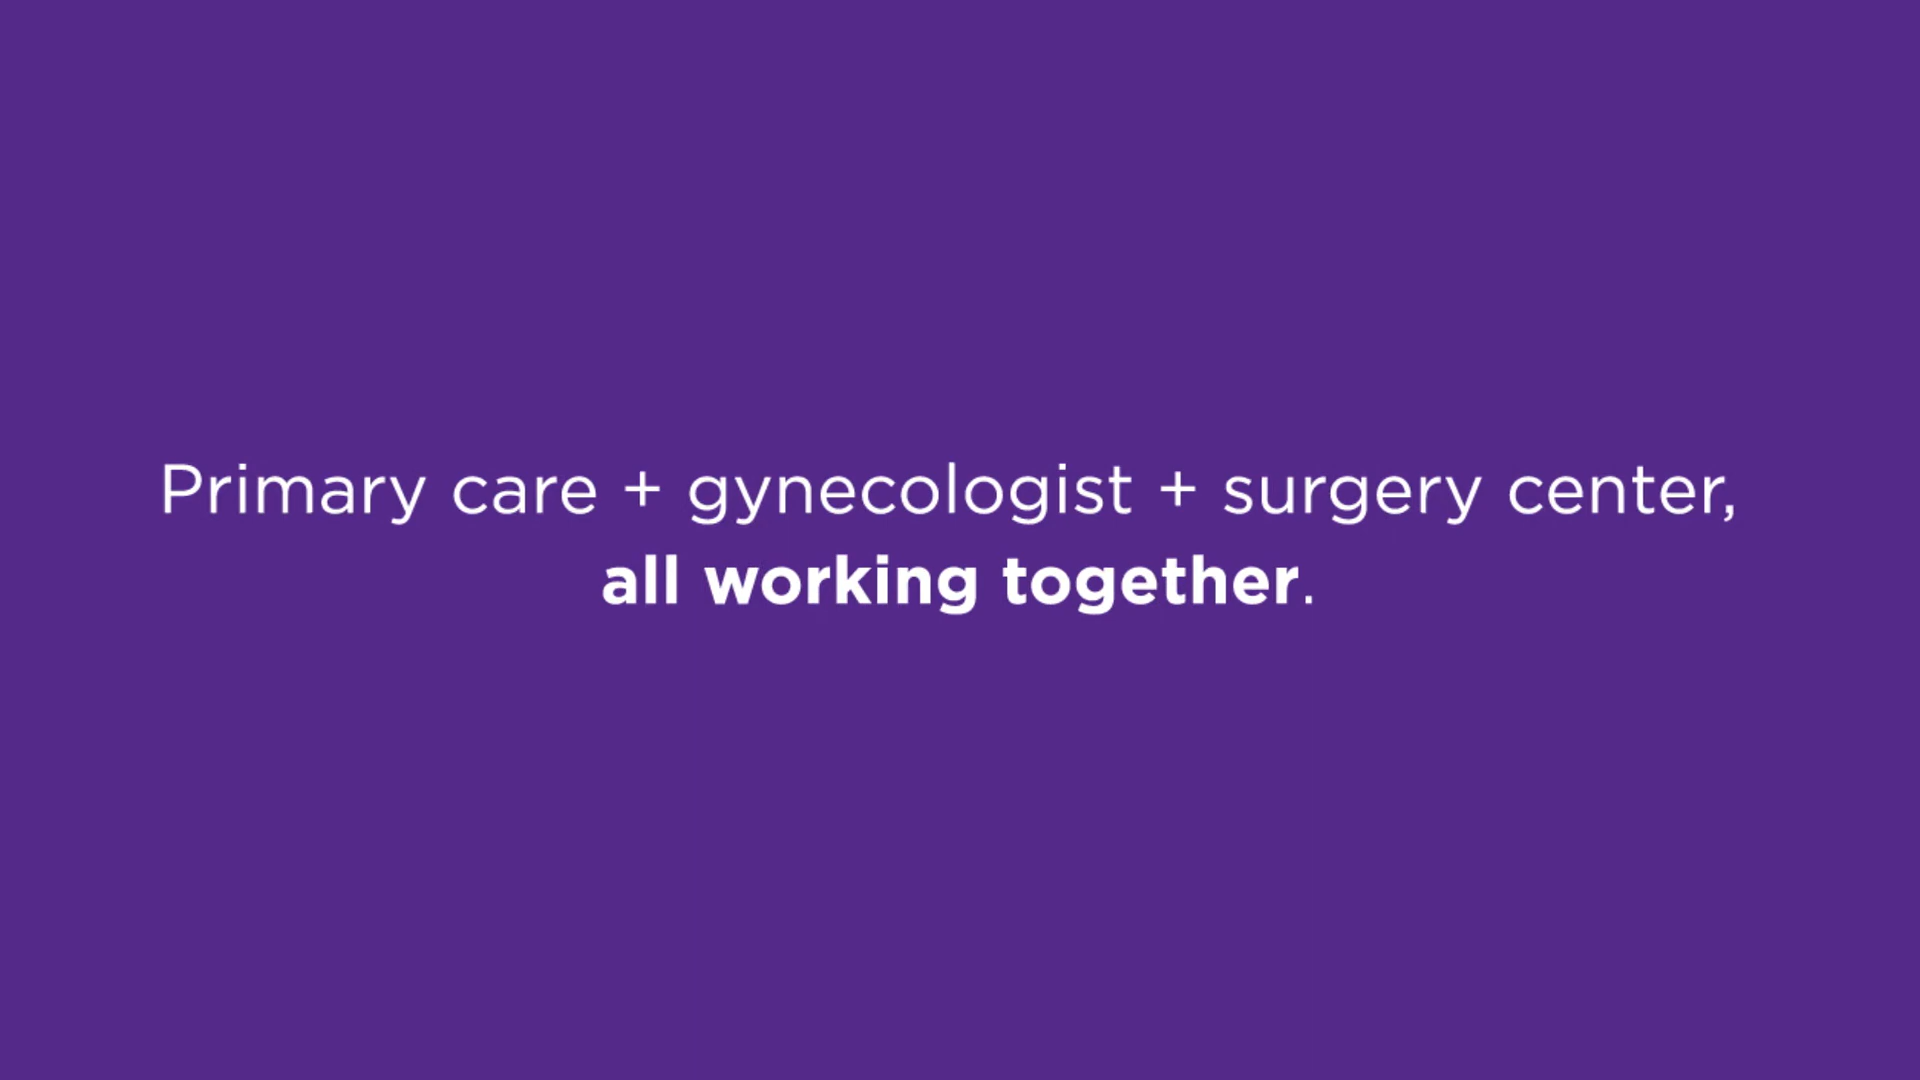 Primary care + gynecologist + surgery center,
all working together.